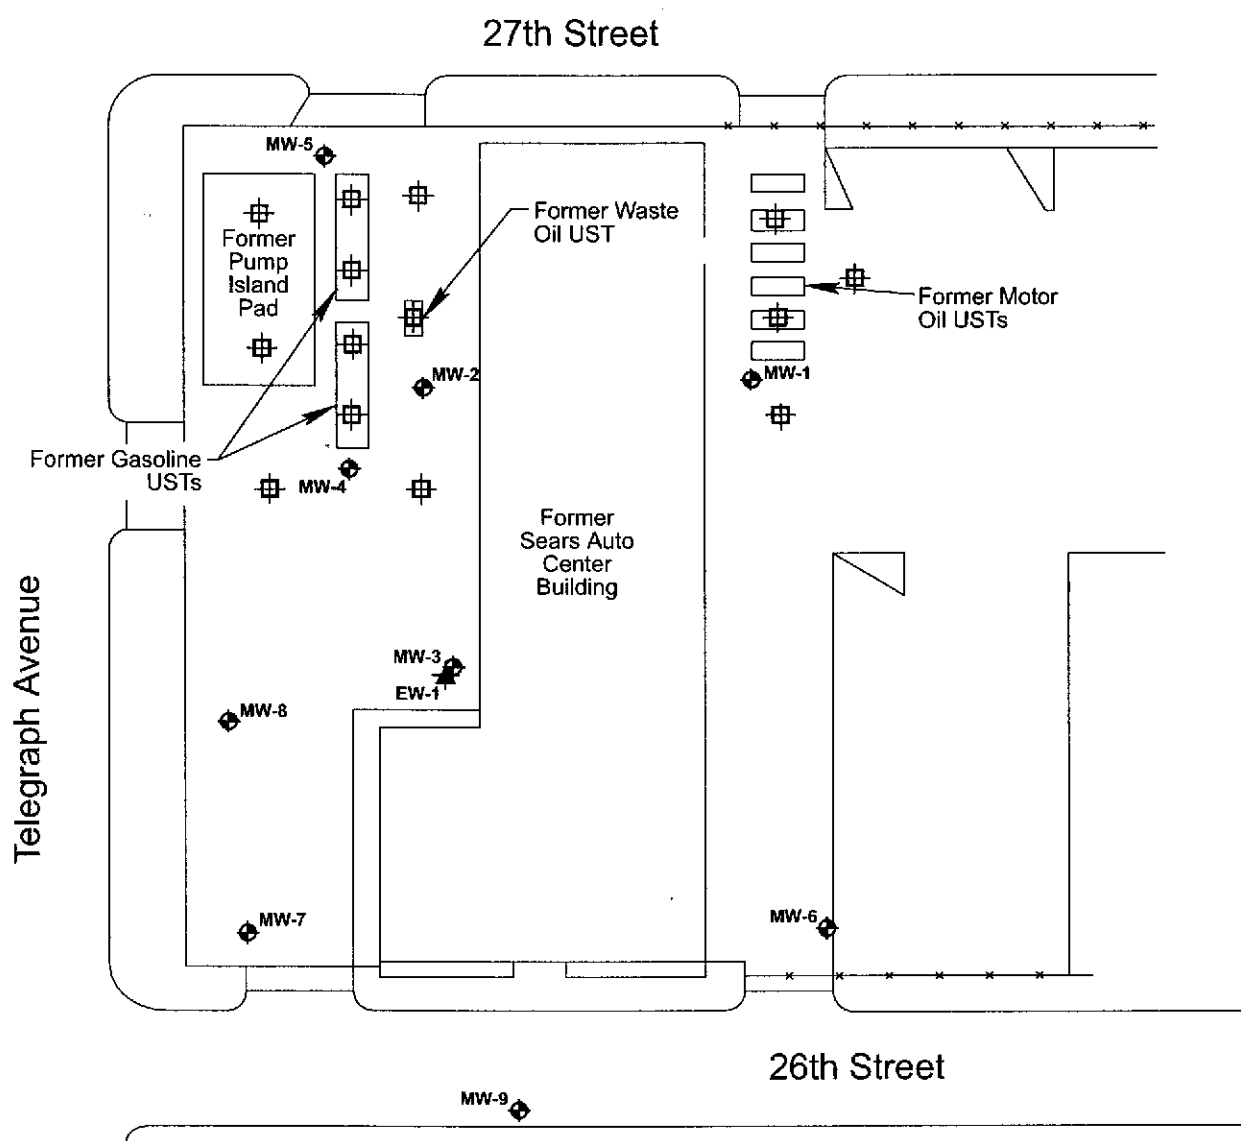 27th Street
MW-5
Former Waste
Oil UST
Former
Pump
Island
Pad
Former Motor
Oil USTs
MW-2
MW-1
Former Gasoline
USTs
MW-4
Former
Sears Auto
Center
Building
Telegraph Avenue
MW-3
EW-1
MW-8
MW-7
MW-6
26th Street
MW-9